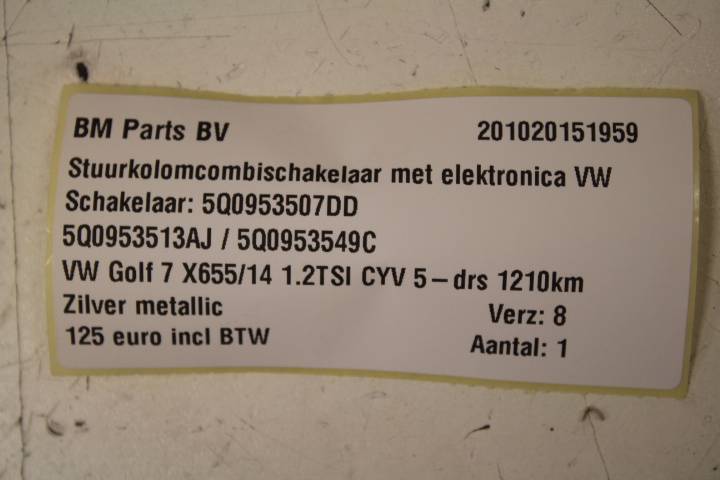 BM Parts BV 201020151959
Stuurkolomcombischakelaar met elektronica VW
Schakelaar: 5Q0953507DD
5Q0953513AJ / 5Q0953549C
VW Golf 7 X655/14 1.2TSI CYV 5-drs 1210km
Zilver metallic Verz: 8
125 euro incl BTW Aantal: 1